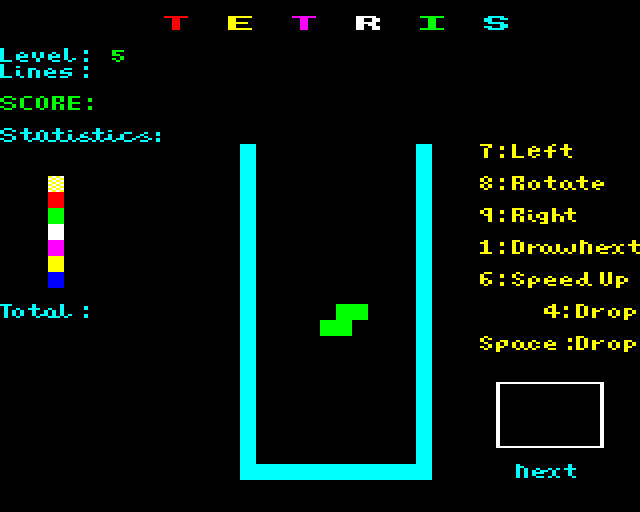 T E T R I S
Level: 5
Lines :
SCORE:
Statistics:
Total :
7:Left
8:Rotate
9:Right
1:Drawnext
6:Speed Up
4:Drop
Space :Drop
next